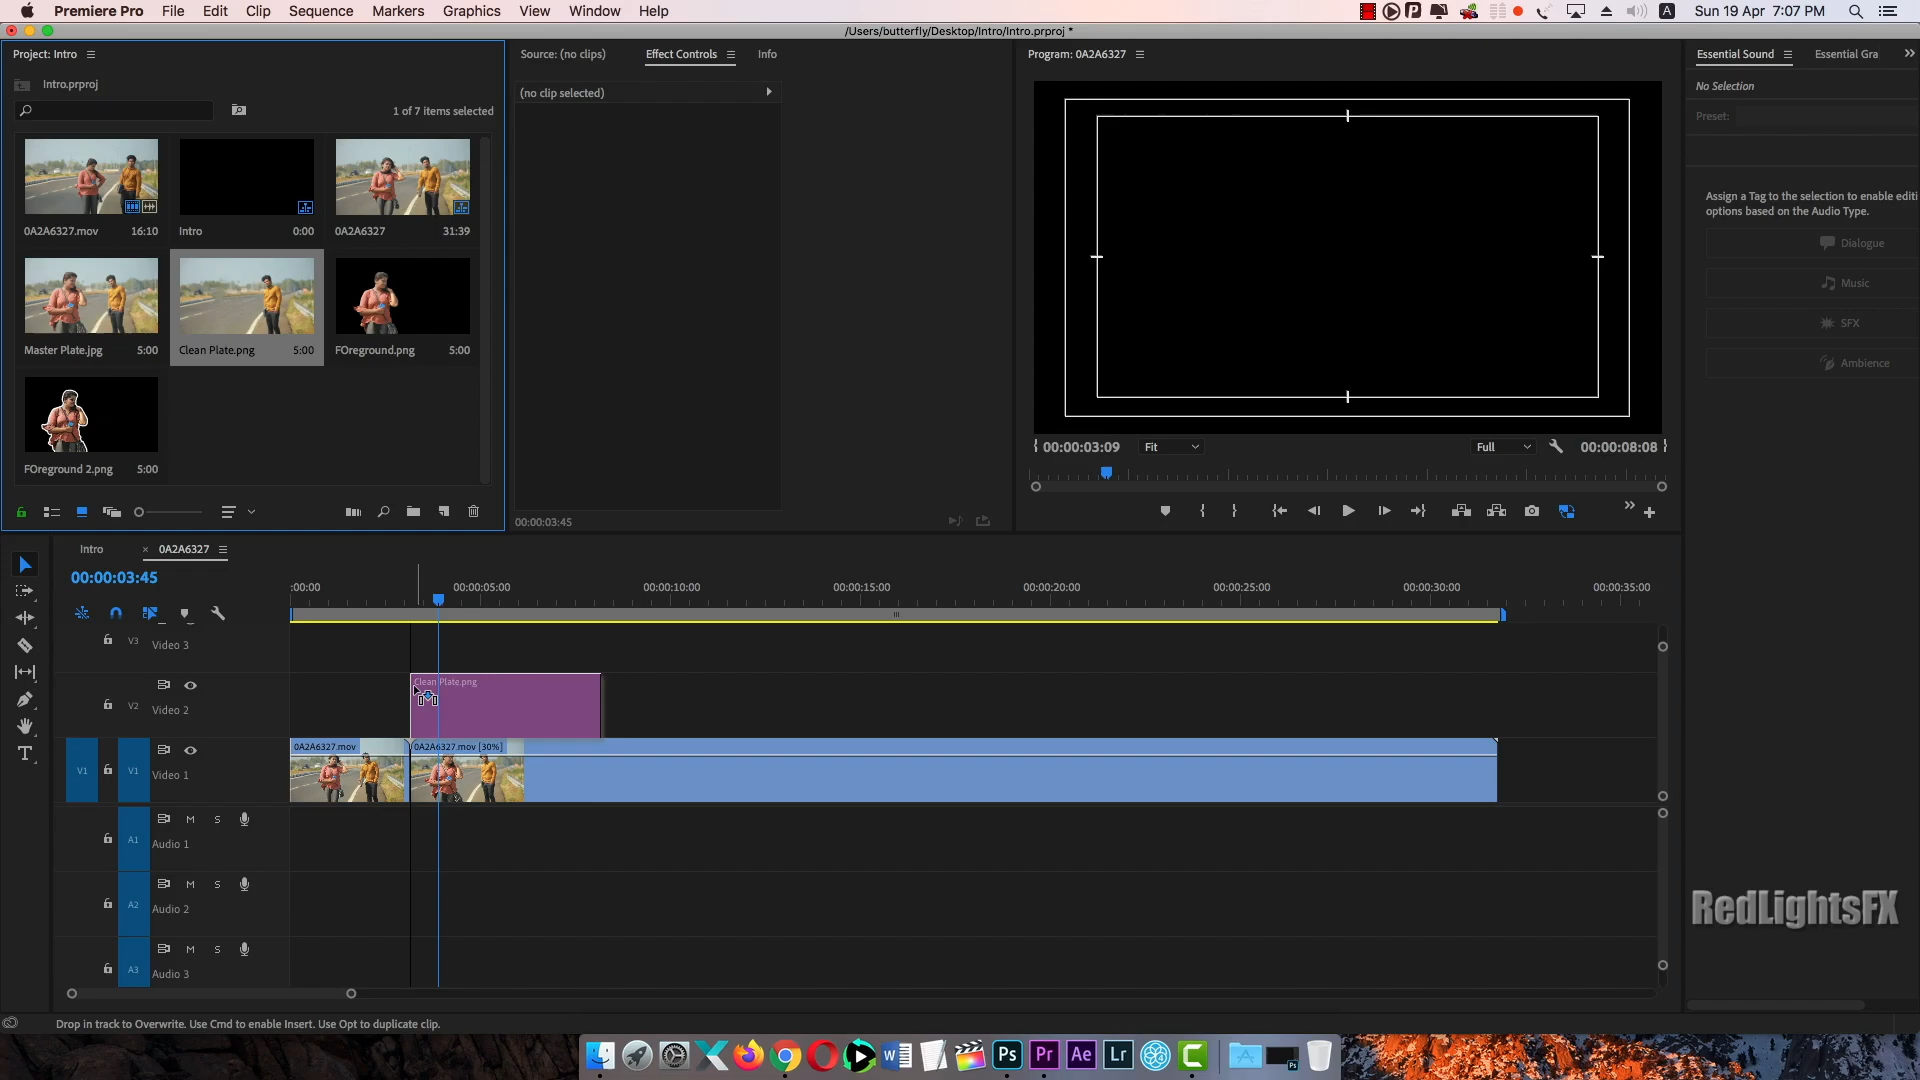 Premiere Pro File Edit Clip Sequence Markers Graphics View Window Help
A Sun 19 Apr 7:07 PM
/Users/butterfly/Desktop/Intro/Intro.prproj *
Project: Intro
Source: (no clips) Effect Controls Info
Program: 0A2A6327
Essential Sound Essential Gra
Intro.prproj
(no clip selected)
No Selection
1 of 7 items selected
Preset:
0A2A6327.mov 16:10
Intro 0:00
0A2A6327 31:39
Assign a Tag to the selection to enable editi
options based on the Audio Type.
Dialogue
Music
SFX
Ambience
Master Plate.jpg 5:00
Clean Plate.png 5:00
FOreground.png 5:00
FOreground 2.png 5:00
00:00:03:09 Fit Full 00:00:08:08
00:00:03:45
Intro × 0A2A6327
00:00:03:45
:00:00 00:00:05:00 00:00:10:00 00:00:15:00 00:00:20:00 00:00:25:00 00:00:30:00 00:00:35:00
V3 Video 3
Clean Plate.png
V2 Video 2
0A2A6327.mov 0A2A6327.mov [30%]
V1 V1 Video 1
M S
A1 Audio 1
M S
A2 Audio 2
M S
A3 Audio 3
RedLightsFX
Drop in track to Overwrite. Use Cmd to enable Insert. Use Opt to duplicate clip.
W Ps Pr Ae Lr C Ps